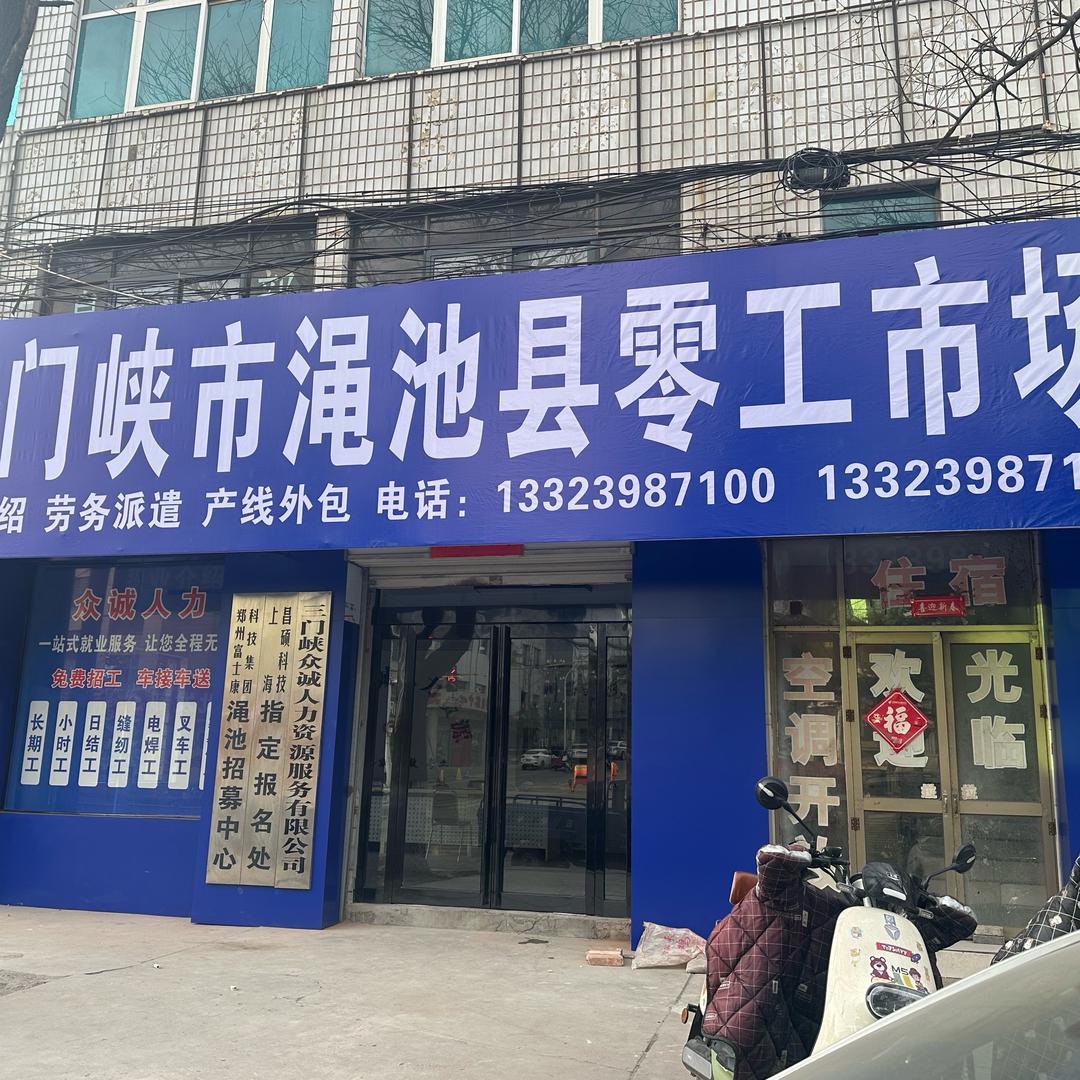 门峡市渑池县零工市场
绍 劳务派遣 产线外包 电话：13323987100 133239871
众诚人力
一站式就业服务 让您全程无
免费招工 车接车送
长期工
小时工
日结工
缝纫工
电焊工
叉车工
郑州富士康科技集团渑池招募中心
上海昌硕科技指定报名处
三门峡众诚人力资源服务有限公司
住宿
喜迎新春
空调开
欢迎
光临
福
M5